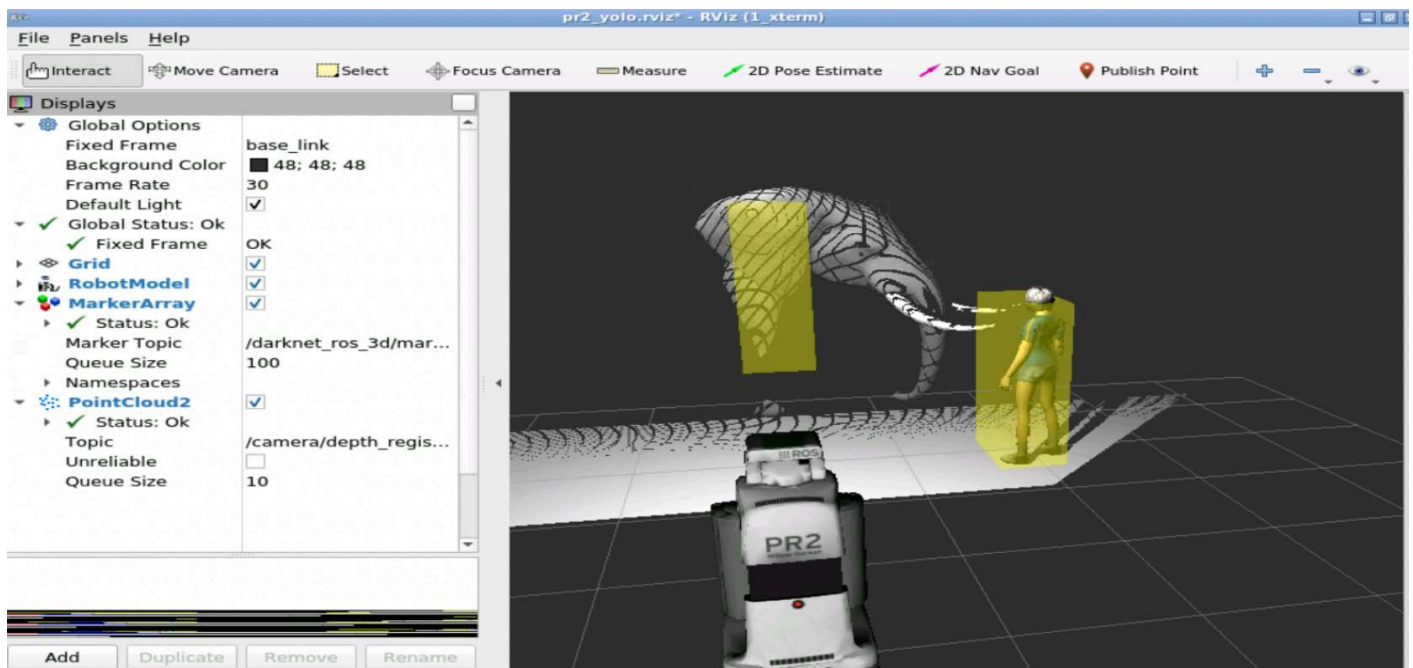 pr2_yolo.rviz* - RViz (1_xterm)
File Panels Help
Interact Move Camera Select Focus Camera Measure 2D Pose Estimate 2D Nav Goal Publish Point
Displays
Global Options
Fixed Frame base_link
Background Color 48; 48; 48
Frame Rate 30
Default Light
Global Status: Ok
Fixed Frame OK
Grid
RobotModel
MarkerArray
Status: Ok
Marker Topic /darknet_ros_3d/mar...
Queue Size 100
Namespaces
PointCloud2
Status: Ok
Topic /camera/depth_regis...
Unreliable
Queue Size 10
Add Duplicate Remove Rename
ROS
PR2